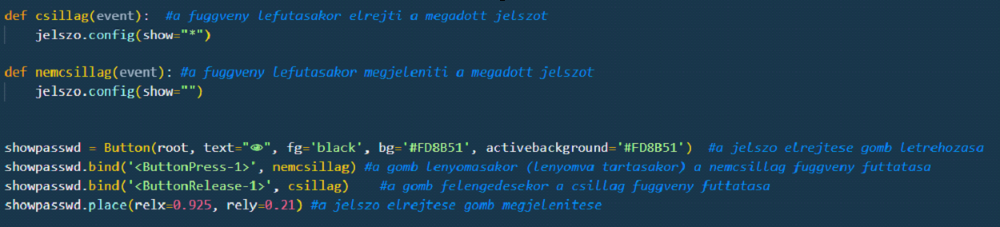 def csillag(event):  #a fuggveny lefutasakor elrejti a megadott jelszot
    jelszo.config(show="*")
def nemcsillag(event): #a fuggveny lefutasakor megjeleniti a megadott jelszot
    jelszo.config(show="")
showpasswd = Button(root, text="👁", fg='black', bg='#FD8B51', activebackground='#FD8B51')  #a jelszo elrejtese gomb letrehozasa
showpasswd.bind('<ButtonPress-1>', nemcsillag) #a gomb lenyomasakor (lenyomva tartasakor) a nemcsillag fuggveny futtatasa
showpasswd.bind('<ButtonRelease-1>', csillag)    #a gomb felengedesekor a csillag fuggveny futtatasa
showpasswd.place(relx=0.925, rely=0.21) #a jelszo elrejtese gomb megjelenitese